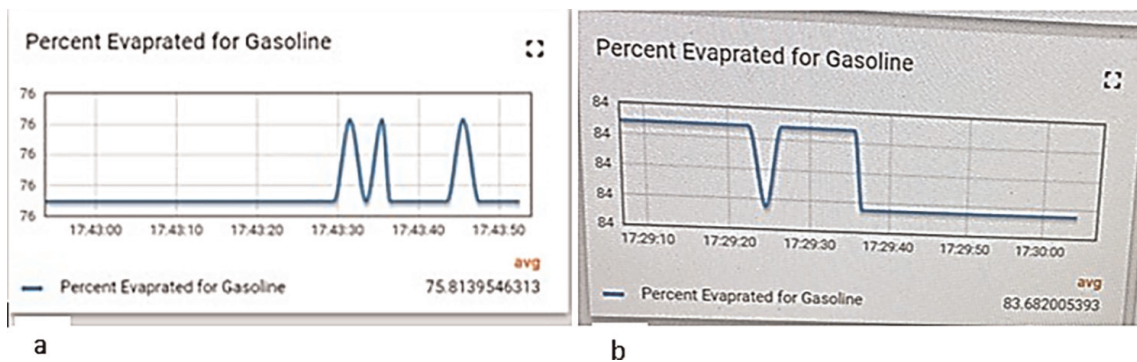 Percent Evaprated for Gasoline
76
76
76
76
76
17:43:00 17:43:10 17:43:20 17:43:30 17:43:40 17:43:50
avg
Percent Evaprated for Gasoline 75.8139546313
a
Percent Evaprated for Gasoline
84
84
84
84
84
17:29:10 17:29:20 17:29:30 17:29:40 17:29:50 17:30:00
avg
Percent Evaprated for Gasoline 83.682005393
b